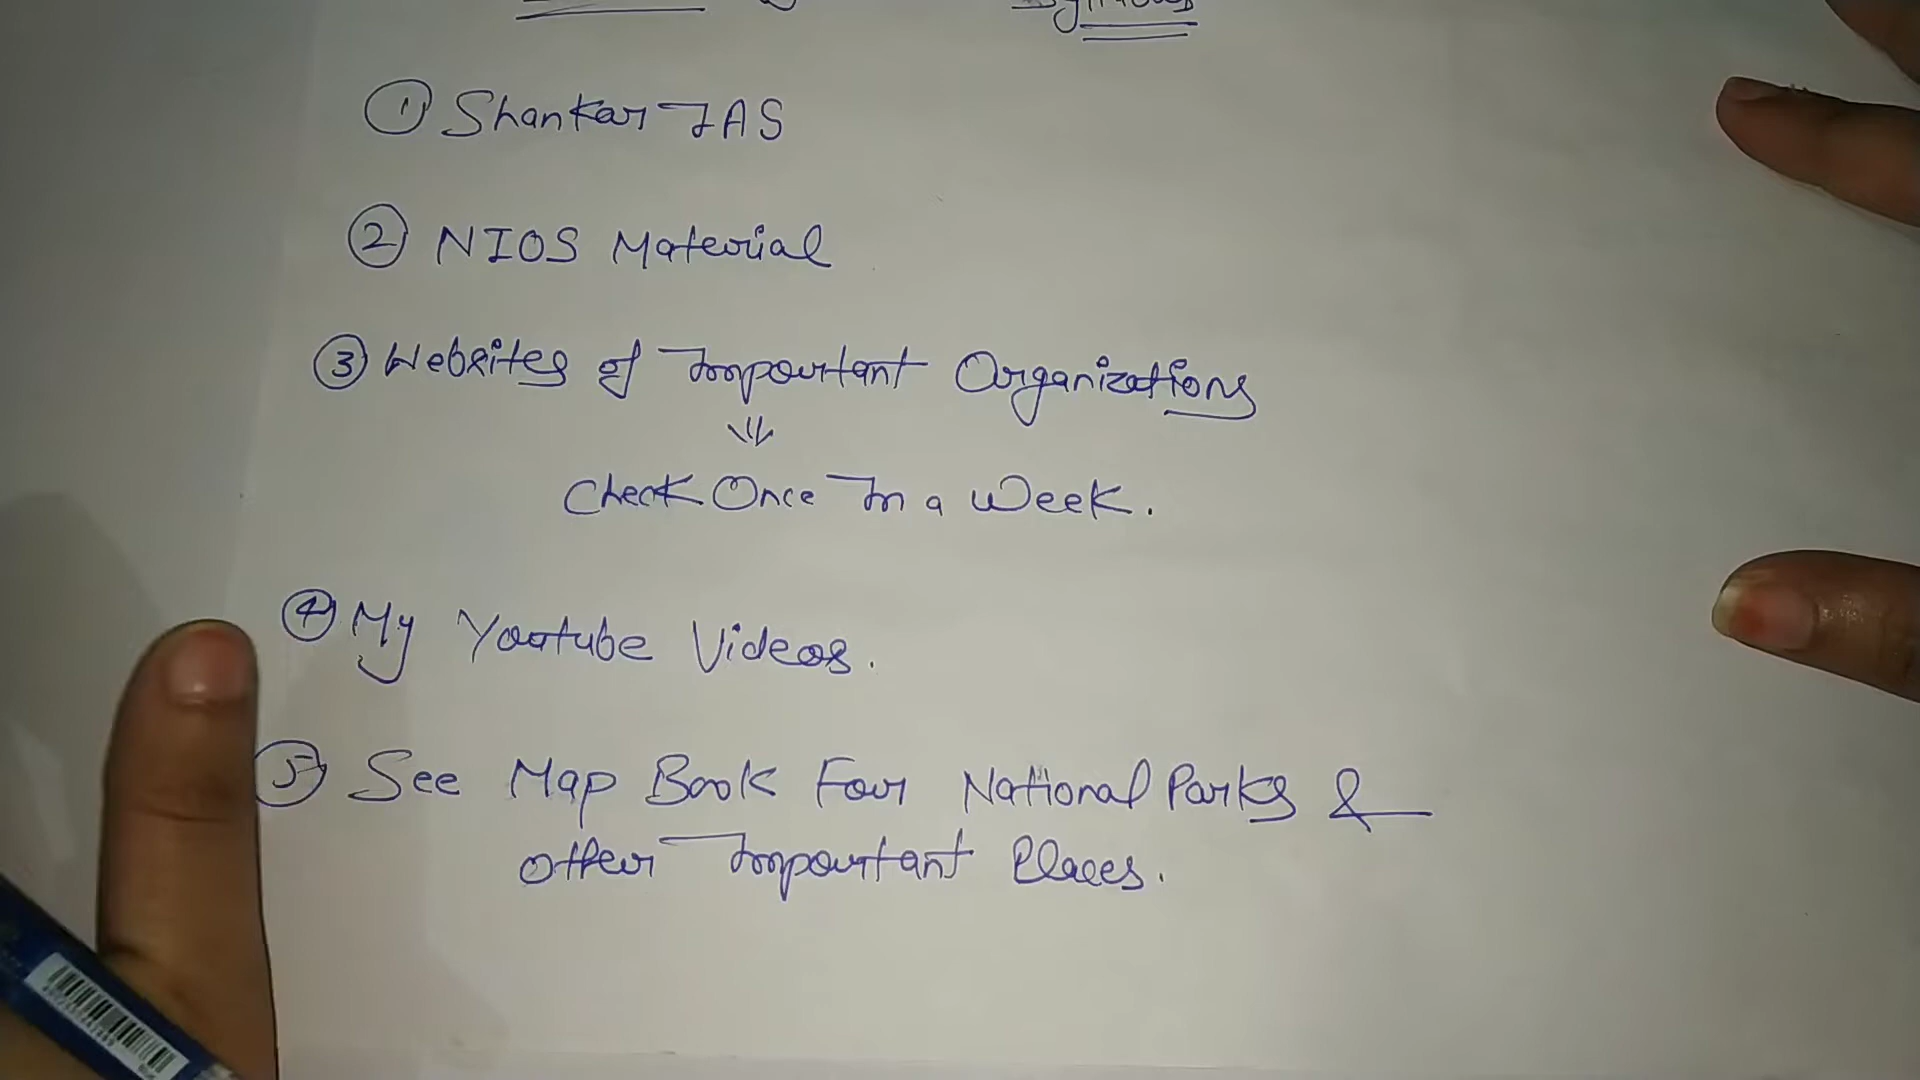 Syllabus
① Shankar IAS
② NIOS Material
③ Websites of Important Organizations
⇓
Check Once In a Week.
④ My Youtube Videos.
⑤ See Map Book For National Parks &
other Important Places.